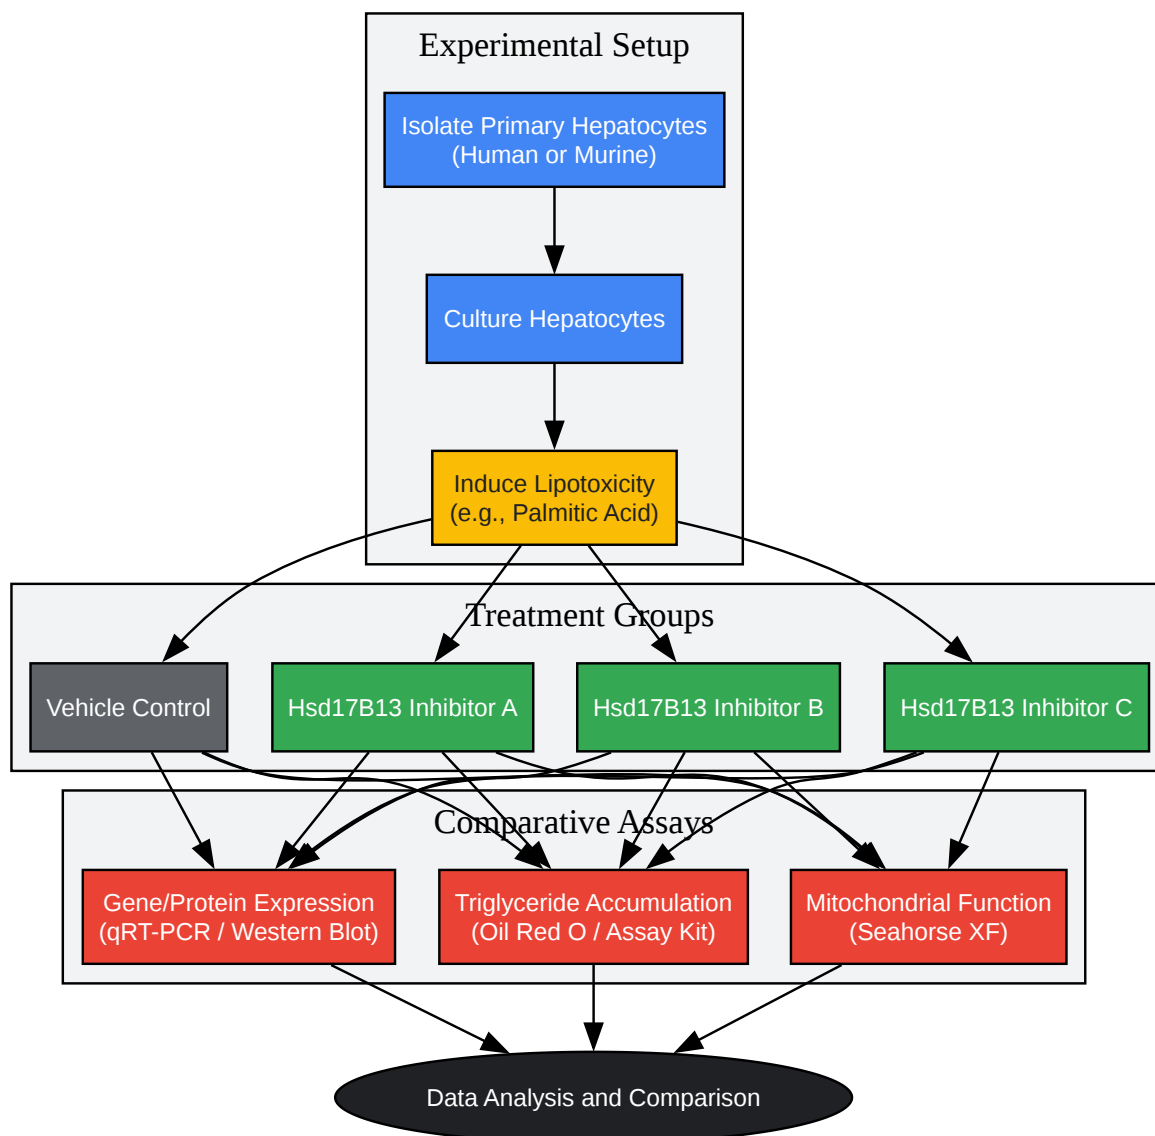 Experimental Setup
Isolate Primary Hepatocytes
(Human or Murine)
Culture Hepatocytes
Induce Lipotoxicity
(e.g., Palmitic Acid)
Treatment Groups
Vehicle Control
Hsd17B13 Inhibitor A
Hsd17B13 Inhibitor B
Hsd17B13 Inhibitor C
Comparative Assays
Gene/Protein Expression
(qRT-PCR / Western Blot)
Triglyceride Accumulation
(Oil Red O / Assay Kit)
Mitochondrial Function
(Seahorse XF)
Data Analysis and Comparison